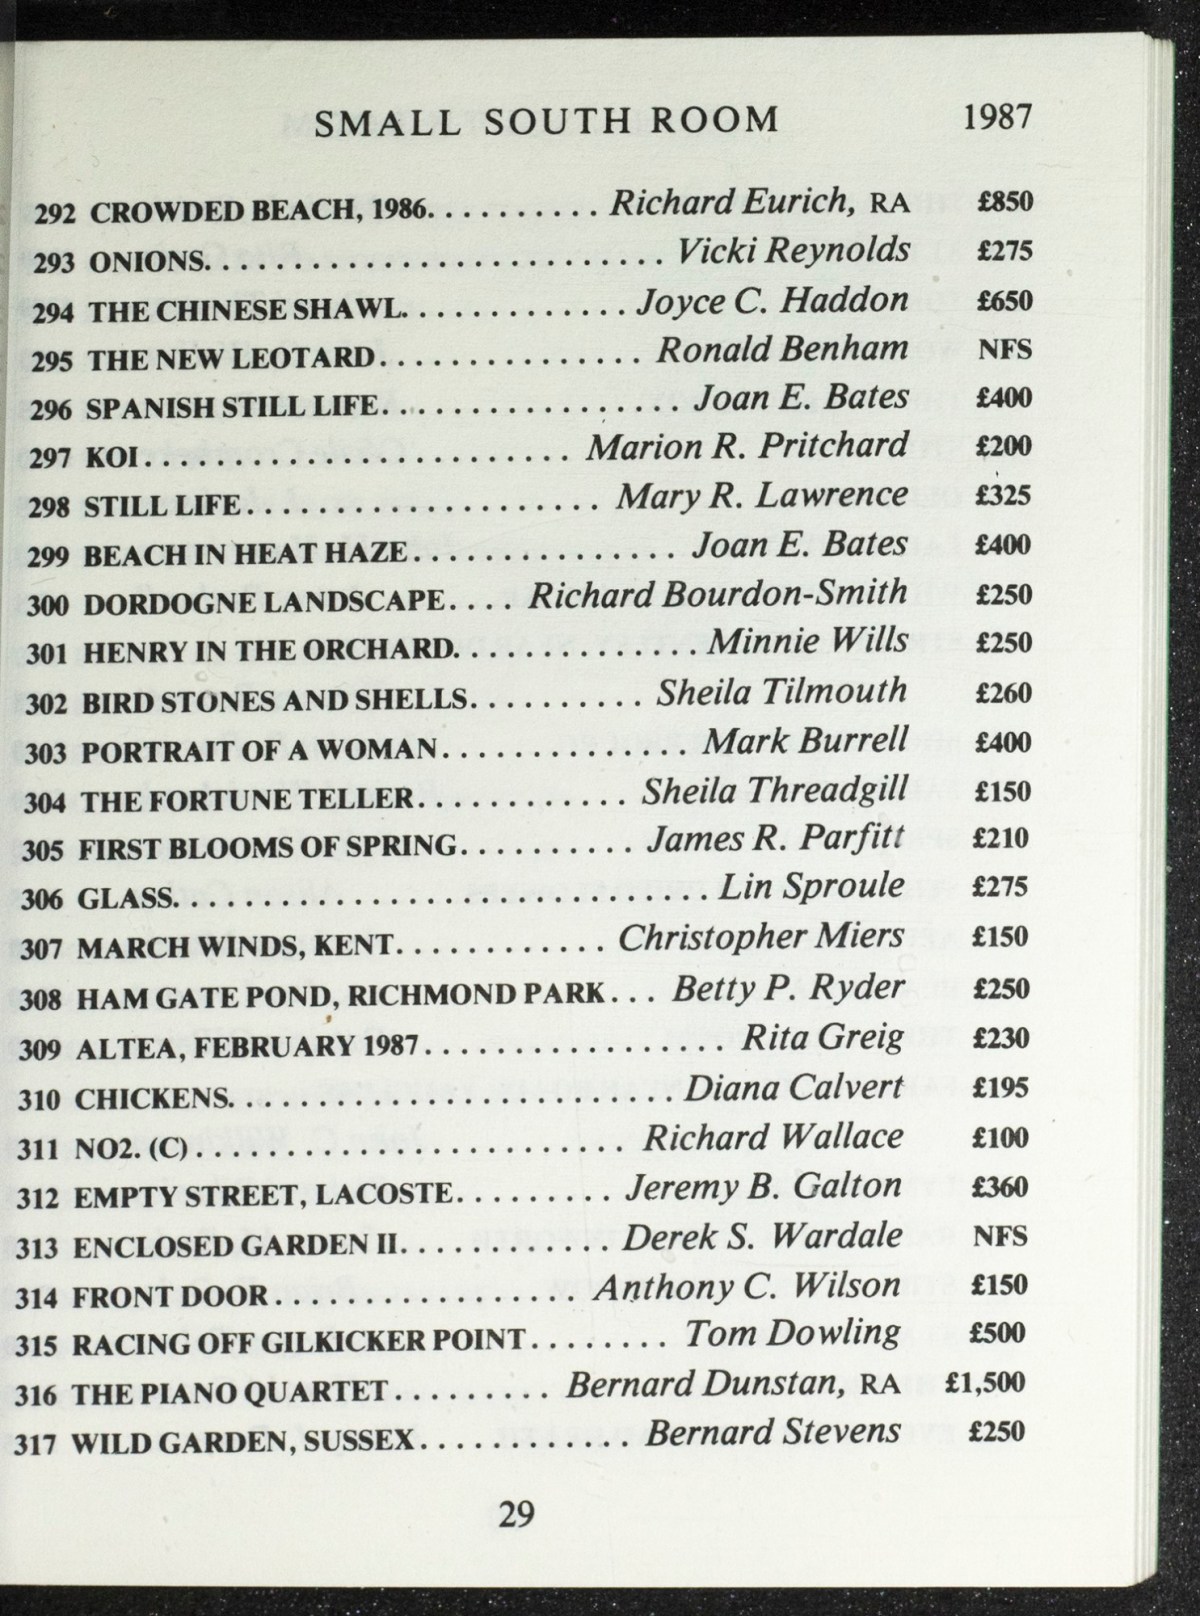 SMALL SOUTH ROOM 1987
292 CROWDED BEACH, 1986. . . . . . . . . . Richard Eurich, RA £850
293 ONIONS. . . . . . . . . . . . . . . . . . . . . . . . . . . Vicki Reynolds £275
294 THE CHINESE SHAWL. . . . . . . . . . . . . Joyce C. Haddon £650
295 THE NEW LEOTARD. . . . . . . . . . . . . . . Ronald Benham NFS
296 SPANISH STILL LIFE. . . . . . . . . . . . . . . . . Joan E. Bates £400
297 KOI. . . . . . . . . . . . . . . . . . . . . . . . . Marion R. Pritchard £200
298 STILL LIFE. . . . . . . . . . . . . . . . . . . . Mary R. Lawrence £325
299 BEACH IN HEAT HAZE. . . . . . . . . . . . . . . Joan E. Bates £400
300 DORDOGNE LANDSCAPE. . . . Richard Bourdon-Smith £250
301 HENRY IN THE ORCHARD. . . . . . . . . . . . . . Minnie Wills £250
302 BIRD STONES AND SHELLS. . . . . . . . . . Sheila Tilmouth £260
303 PORTRAIT OF A WOMAN. . . . . . . . . . . . . . Mark Burrell £400
304 THE FORTUNE TELLER. . . . . . . . . . . . Sheila Threadgill £150
305 FIRST BLOOMS OF SPRING. . . . . . . . . . James R. Parfitt £210
306 GLASS. . . . . . . . . . . . . . . . . . . . . . . . . . . . . . . Lin Sproule £275
307 MARCH WINDS, KENT. . . . . . . . . . . . Christopher Miers £150
308 HAM GATE POND, RICHMOND PARK. . . Betty P. Ryder £250
309 ALTEA, FEBRUARY 1987. . . . . . . . . . . . . . . . . Rita Greig £230
310 CHICKENS. . . . . . . . . . . . . . . . . . . . . . . . . . Diana Calvert £195
311 NO2. (C). . . . . . . . . . . . . . . . . . . . . . . . . Richard Wallace £100
312 EMPTY STREET, LACOSTE. . . . . . . . . Jeremy B. Galton £360
313 ENCLOSED GARDEN II. . . . . . . . . . . . Derek S. Wardale NFS
314 FRONT DOOR. . . . . . . . . . . . . . . . . Anthony C. Wilson £150
315 RACING OFF GILKICKER POINT. . . . . . . . Tom Dowling £500
316 THE PIANO QUARTET. . . . . . . . . Bernard Dunstan, RA £1,500
317 WILD GARDEN, SUSSEX. . . . . . . . . . . . Bernard Stevens £250
29